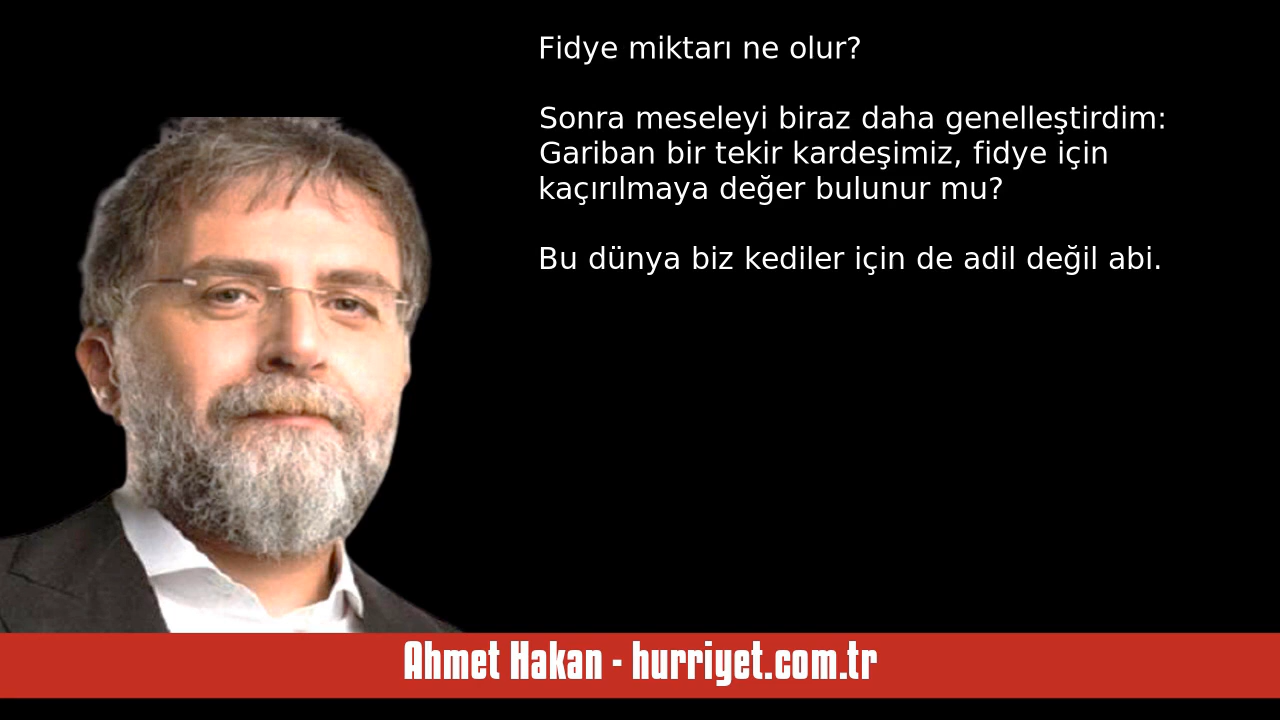 Fidye miktarı ne olur?
Sonra meseleyi biraz daha genelleştirdim:
Gariban bir tekir kardeşimiz, fidye için
kaçırılmaya değer bulunur mu?
Bu dünya biz kediler için de adil değil abi.
Ahmet Hakan - hurriyet.com.tr